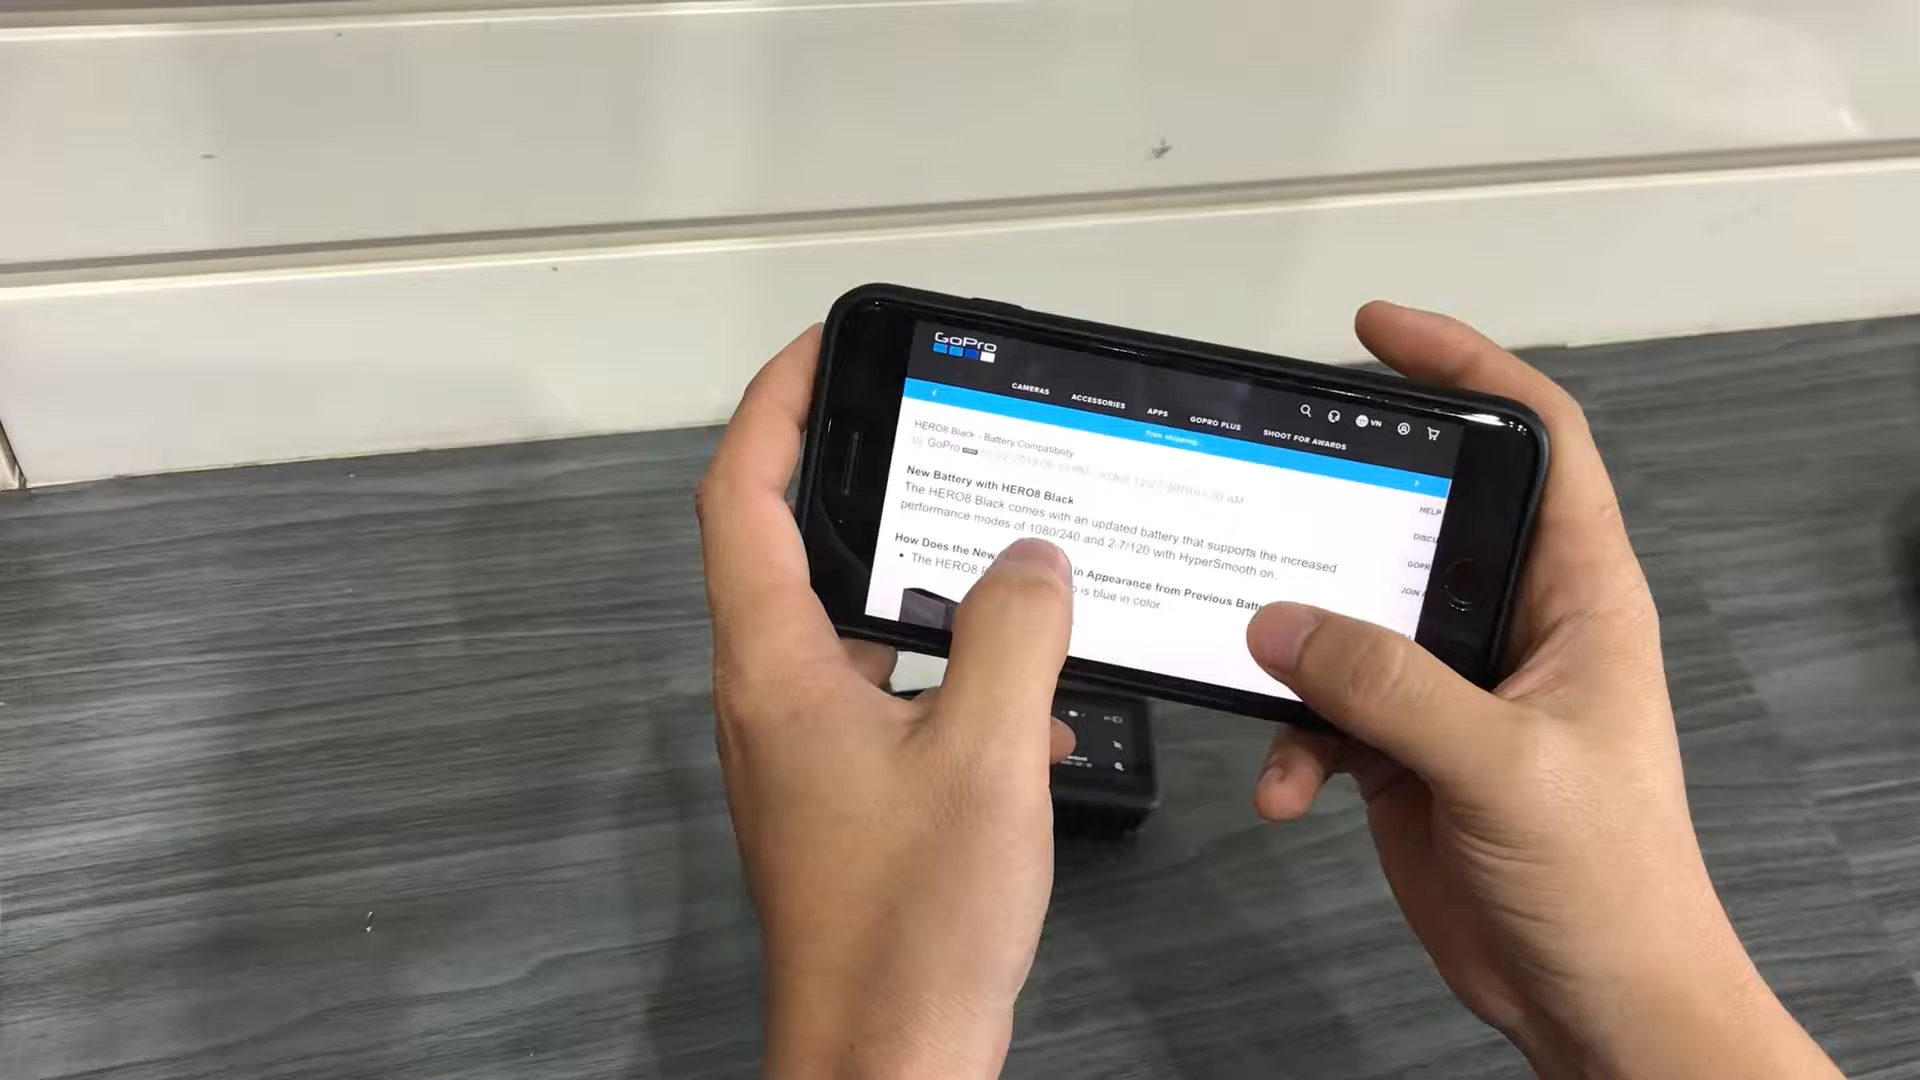 GoPro
CAMERAS ACCESSORIES APPS GOPRO PLUS SHOOT FOR AWARDS VN
Free shipping
HERO8 Black - Battery Compatibility
by GoPro
New Battery with HERO8 Black
The HERO8 Black comes with an updated battery that supports the increased
performance modes of 1080/240 and 2.7/120 with HyperSmooth on.
How Does the New in Appearance from Previous
The HERO8 is blue in color
HELP
JOIN